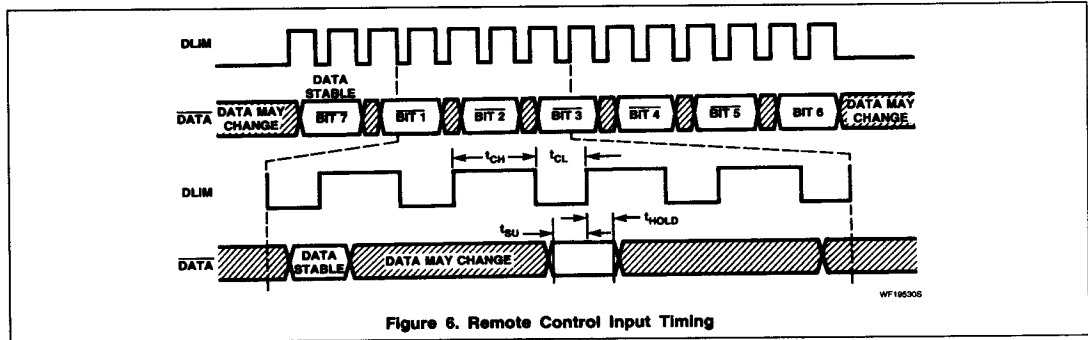 DLIM
DATA
STABLE
DATA DATA MAY CHANGE BIT 7 BIT 1 BIT 2 BIT 3 BIT 4 BIT 5 BIT 6 DATA MAY CHANGE
tCH tCL
DLIM
tSU tHOLD
DATA DATA STABLE DATA MAY CHANGE
WF19530S
Figure 6. Remote Control Input Timing